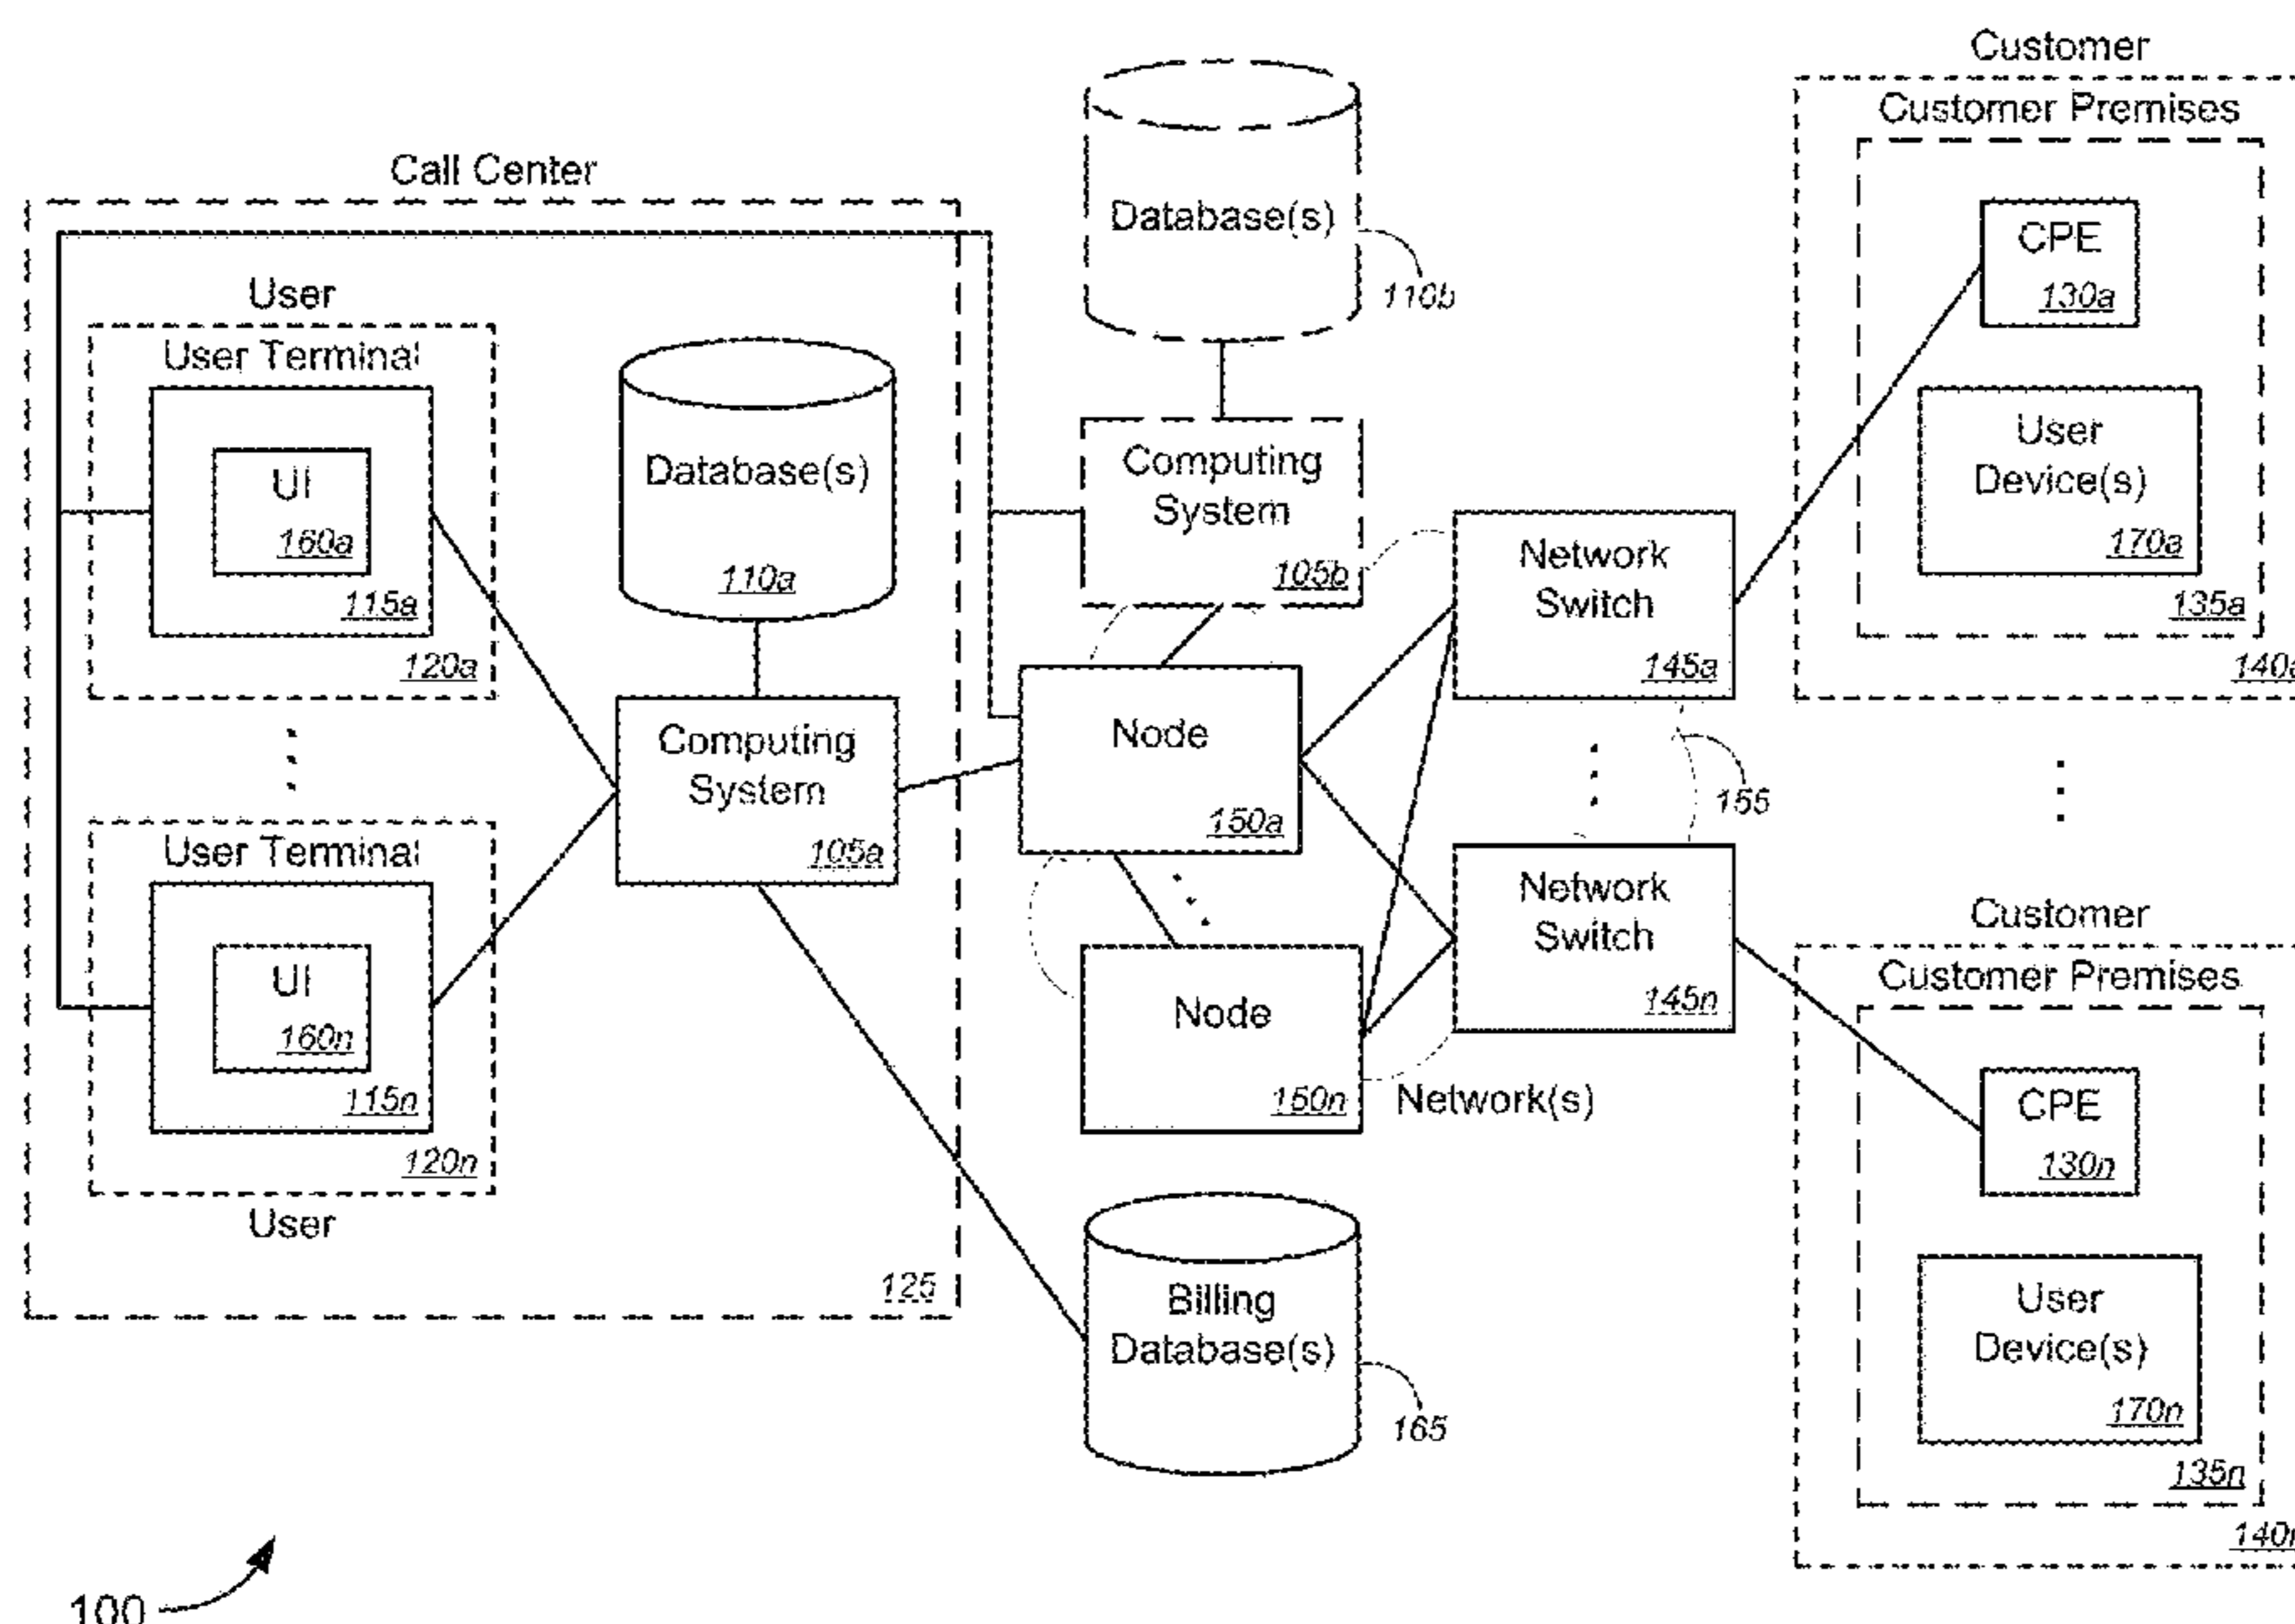 Customer
Customer Premises
CPE
130a
User
Device(s)
170a
135a
140a
Call Center
User
User Terminal
UI
160a
115a
120a
Database(s)
110a
Database(s)
110b
Computing
System
105b
Network
Switch
145a
Computing
System
105a
Node
150a
155
User Terminal
UI
160n
115n
120n
User
125
Node
150n
Network
Switch
145n
Network(s)
Billing
Database(s)
165
Customer
Customer Premises
CPE
130n
User
Device(s)
170n
135n
140n
100